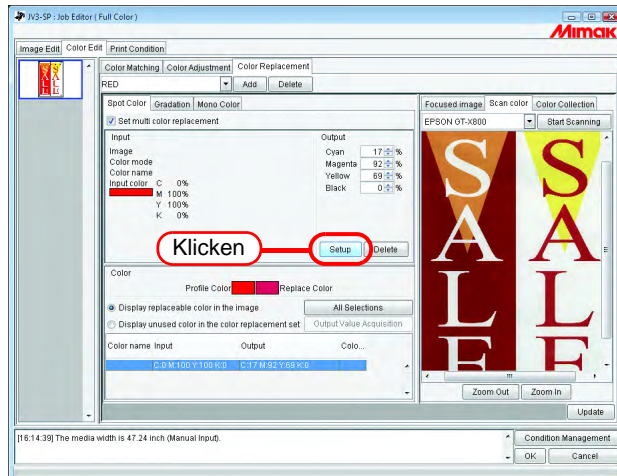 JV3-SP : Job Editor ( Full Color )
Mimaki
Image Edit Color Edit Print Condition
Color Matching Color Adjustment Color Replacement
RED Add Delete
Spot Color Gradation Mono Color
Set multi color replacement
Input
Image
Color mode
Color name
Input color C 0%
M 100%
Y 100%
K 0%
Output
Cyan 17 %
Magenta 92 %
Yellow 69 %
Black 0 %
Klicken
Setup Delete
Color
Profile Color Replace Color
Display replaceable color in the image All Selections
Display unused color in the color replacement set Output Value Acquisition
Color name Input Output Colo...
C:0 M:100 Y:100 K:0 C:17 M:92 Y:69 K:0
Focused image Scan color Color Collection
EPSON GT-X800 Start Scanning
SALE SALE
Zoom Out Zoom In
Update
[16:14:39] The media width is 47.24 inch (Manual Input).
Condition Management
OK Cancel